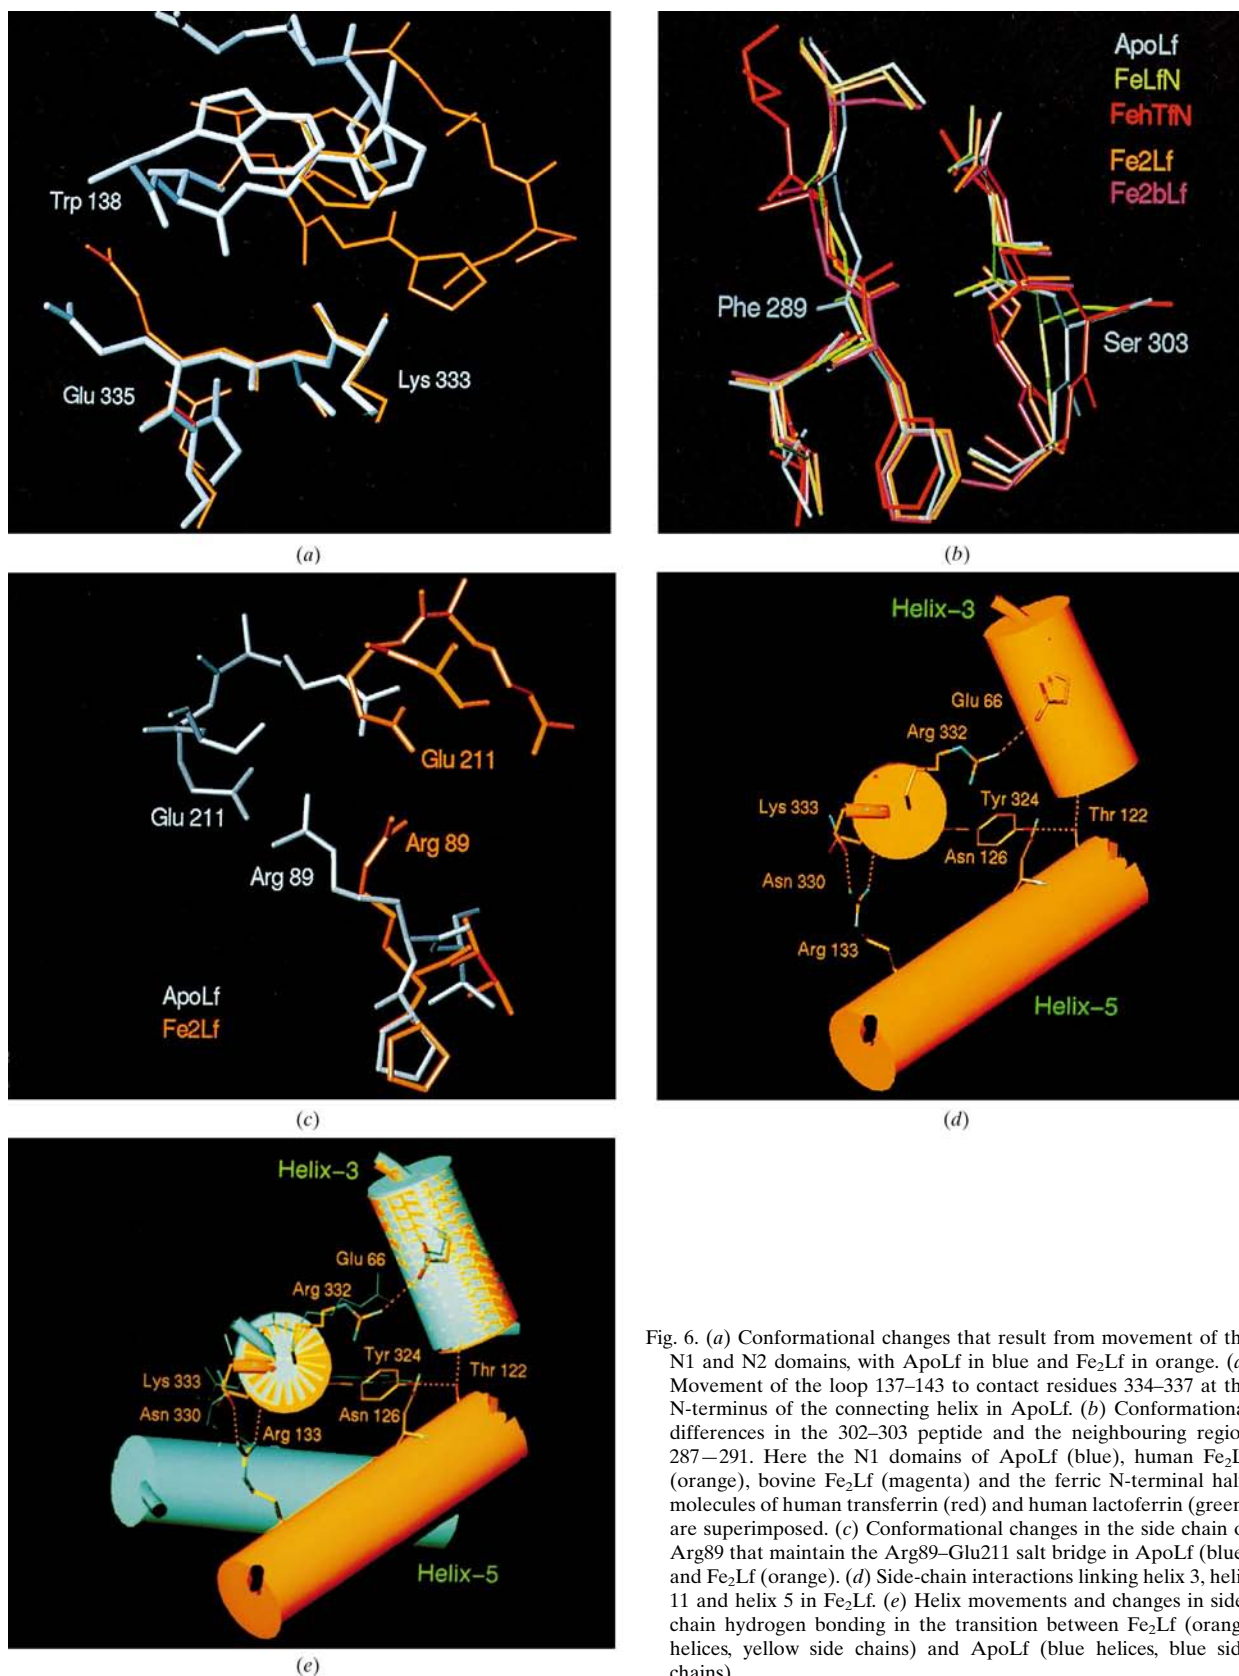 Trp 138
Glu 335
Lys 333
(a)
ApoLf
FeLfN
FehTfN
Fe2Lf
Fe2bLf
Phe 289
Ser 303
(b)
Glu 211
Glu 211
Arg 89
Arg 89
ApoLf
Fe2Lf
(c)
Helix-3
Glu 66
Arg 332
Lys 333
Tyr 324
Thr 122
Asn 126
Asn 330
Arg 133
Helix-5
(d)
Helix-3
Glu 66
Arg 332
Tyr 324
Thr 122
Lys 333
Asn 126
Asn 330
Arg 133
Helix-5
(e)
Fig. 6. (a) Conformational changes that result from movement of th
N1 and N2 domains, with ApoLf in blue and Fe₂Lf in orange. (a
Movement of the loop 137–143 to contact residues 334–337 at th
N-terminus of the connecting helix in ApoLf. (b) Conformationa
differences in the 302–303 peptide and the neighbouring regio
287—291. Here the N1 domains of ApoLf (blue), human Fe₂L
(orange), bovine Fe₂Lf (magenta) and the ferric N-terminal hal
molecules of human transferrin (red) and human lactoferrin (green
are superimposed. (c) Conformational changes in the side chain o
Arg89 that maintain the Arg89–Glu211 salt bridge in ApoLf (blue
and Fe₂Lf (orange). (d) Side-chain interactions linking helix 3, heli
11 and helix 5 in Fe₂Lf. (e) Helix movements and changes in side
chain hydrogen bonding in the transition between Fe₂Lf (orang
helices, yellow side chains) and ApoLf (blue helices, blue sid
chains)